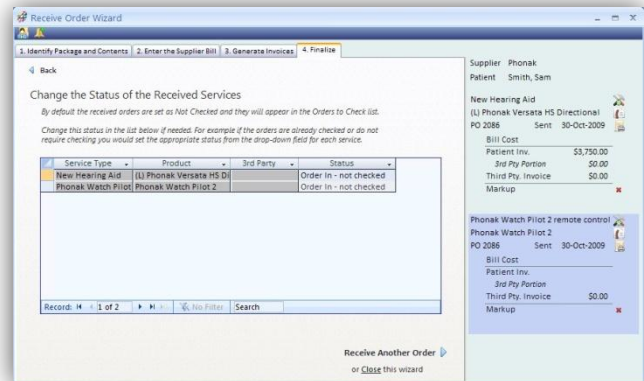 Receive Order Wizard
1. Identify Package and Contents
2. Enter the Supplier Bill
3. Generate Invoices
4. Finalize
Back
Change the Status of the Received Services
By default the received orders are set as Not Checked and they will appear in the Orders to Check list.
Change this status in the list below if needed. For example if the orders are already checked or do not
require checking you would set the appropriate status from the drop-down field for each service.
Service Type Product 3rd Party Status
New Hearing Aid (L) Phonak Versata HS Di Order In - not checked
Phonak Watch Pilot Phonak Watch Pilot 2 Order In - not checked
Record: 1 of 2 No Filter Search
Receive Another Order
or Close this wizard
Supplier Phonak
Patient Smith, Sam
New Hearing Aid
(L) Phonak Versata HS Directional
PO 2086 Sent 30-Oct-2009
Bill Cost
Patient Inv. $3,750.00
3rd Pty Portion $0.00
Third Pty. Invoice $0.00
Markup
Phonak Watch Pilot 2 remote control
Phonak Watch Pilot 2
PO 2086 Sent 30-Oct-2009
Bill Cost
Patient Inv.
3rd Pty Portion
Third Pty. Invoice $0.00
Markup